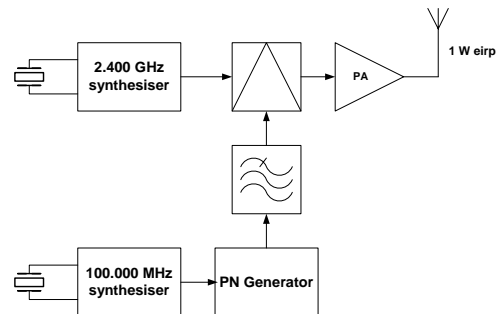 2.400 GHz
synthesiser
PA
1 W eirp
100.000 MHz
synthesiser
PN Generator